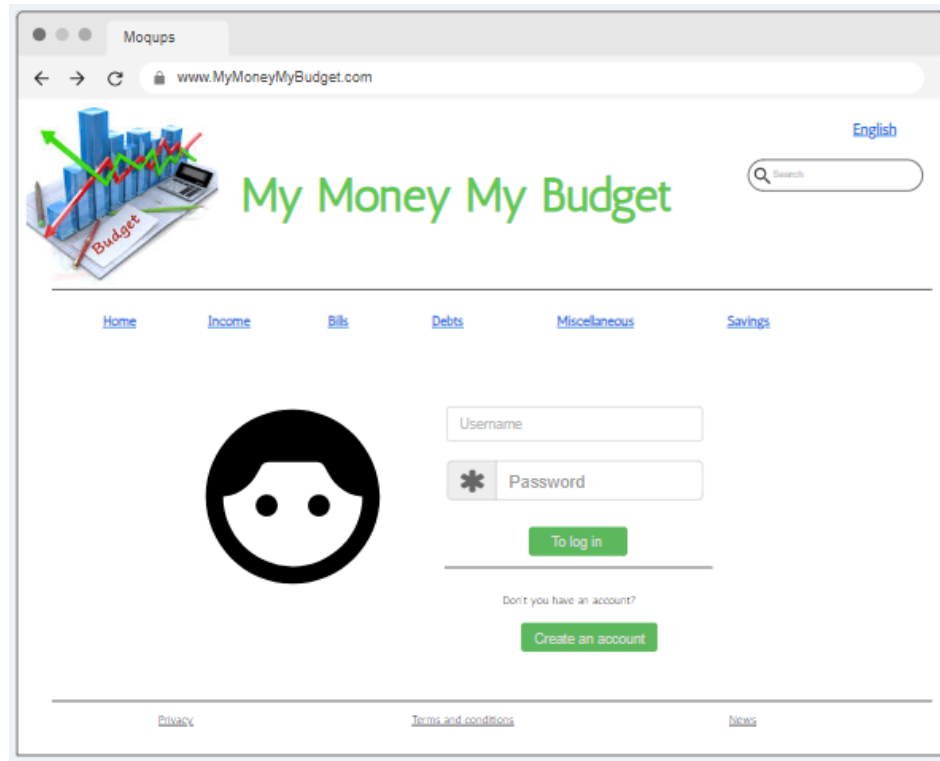 Moqups
www.MyMoneyMyBudget.com
English
Search
My Money My Budget
Budget
Home Income Bills Debts Miscellaneous Savings
Username
Password
To log in
Don't you have an account?
Create an account
Privacy Terms and conditions News